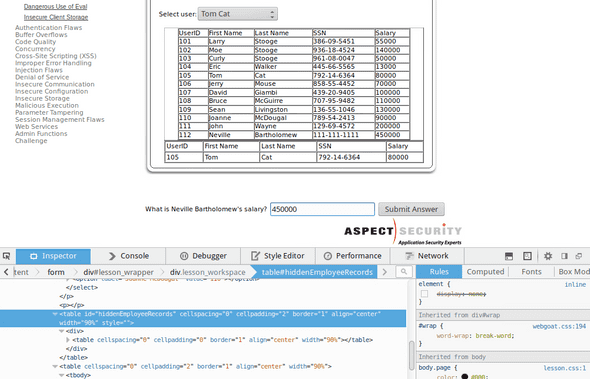 Dangerous Use of Eval
Insecure Client Storage
Authentication Flaws
Buffer Overflows
Code Quality
Concurrency
Cross-Site Scripting (XSS)
Improper Error Handling
Injection Flaws
Denial of Service
Insecure Communication
Insecure Configuration
Insecure Storage
Malicious Execution
Parameter Tampering
Session Management Flaws
Web Services
Admin Functions
Challenge
Select user: Tom Cat
UserID First Name Last Name SSN Salary
101 Larry Stooge 386-09-5451 55000
102 Moe Stooge 936-18-4524 140000
103 Curly Stooge 961-08-0047 50000
104 Eric Walker 445-66-5565 13000
105 Tom Cat 792-14-6364 80000
106 Jerry Mouse 858-55-4452 70000
107 David Giambi 439-20-9405 100000
108 Bruce McGuirre 707-95-9482 110000
109 Sean Livingston 136-55-1046 130000
110 Joanne McDougal 789-54-2413 90000
111 John Wayne 129-69-4572 200000
112 Neville Bartholomew 111-111-1111 450000
UserID First Name Last Name SSN Salary
105 Tom Cat 792-14-6364 80000
What is Neville Bartholomew's salary? 450000 Submit Answer
ASPECT SECURITY
Application Security Experts
Inspector Console Debugger Style Editor Performance Network
tent form div#lesson_wrapper div.lesson_workspace table#hiddenEmployeeRecords
Rules Computed Fonts Box Mod
</select>
</p>
<p></p>
<table id="hiddenEmployeeRecords" cellspacing="0" cellpadding="2" border="1" align="center"
width="90%" style="">
<div>
<table cellspacing="0" cellpadding="0" border="1" align="center" width="90%"></table>
</div>
</table>
<table cellspacing="0" cellpadding="2" border="1" align="center" width="90%">
<tbody>
element { inline
display: none;
}
Inherited from div#wrap
#wrap { webgoat.css:194
word-wrap: break-word;
}
Inherited from body
body.page { lesson.css:1
color: #000;